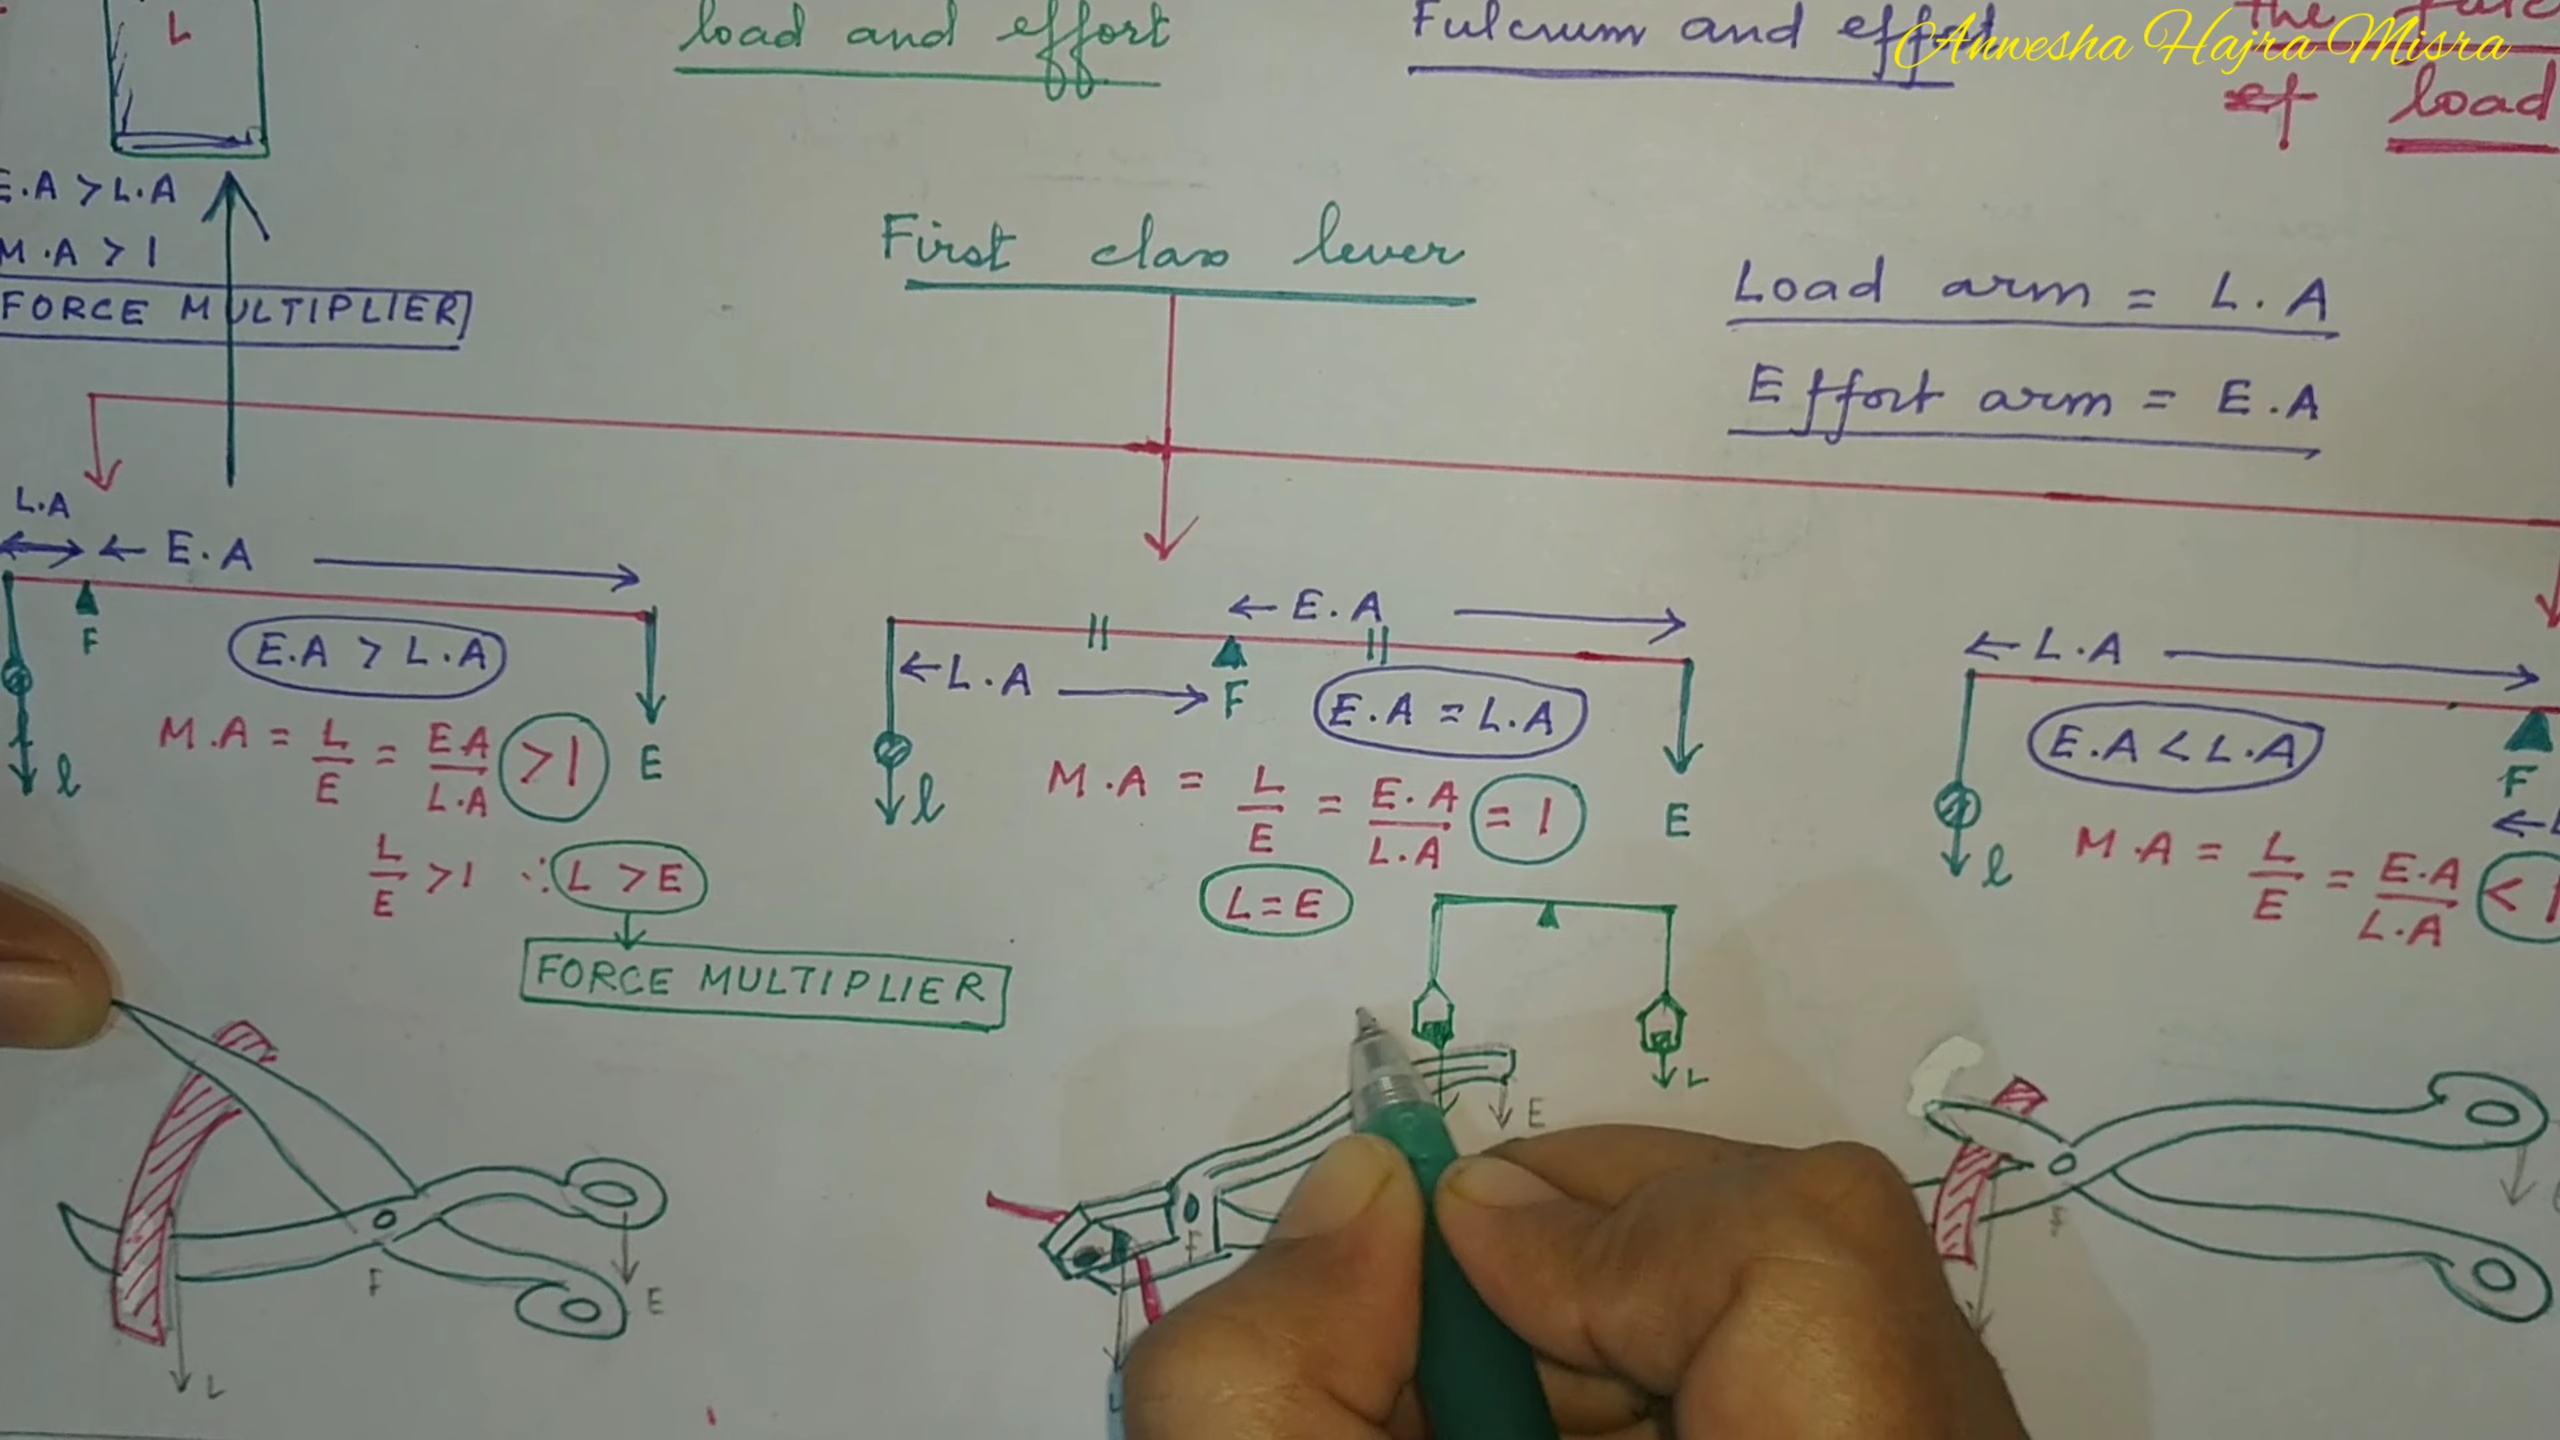 L
load and effort
Fulcrum and effort
Anwesha Hajra Misra
the
of load
E.A > L.A
M.A > 1
FORCE MULTIPLIER
First class lever
Load arm = L.A
Effort arm = E.A
L.A
← E.A →
F
E.A > L.A
M.A = L/E = E.A/L.A > 1
E
l
L/E > 1 ∴ L > E
FORCE MULTIPLIER
F
E
L
← E.A →
← L.A →
F
E.A = L.A
M.A = L/E = E.A/L.A = 1
E
l
L = E
L
E
F
L
← L.A →
E.A < L.A
F
M.A = L/E = E.A/L.A < 1
l